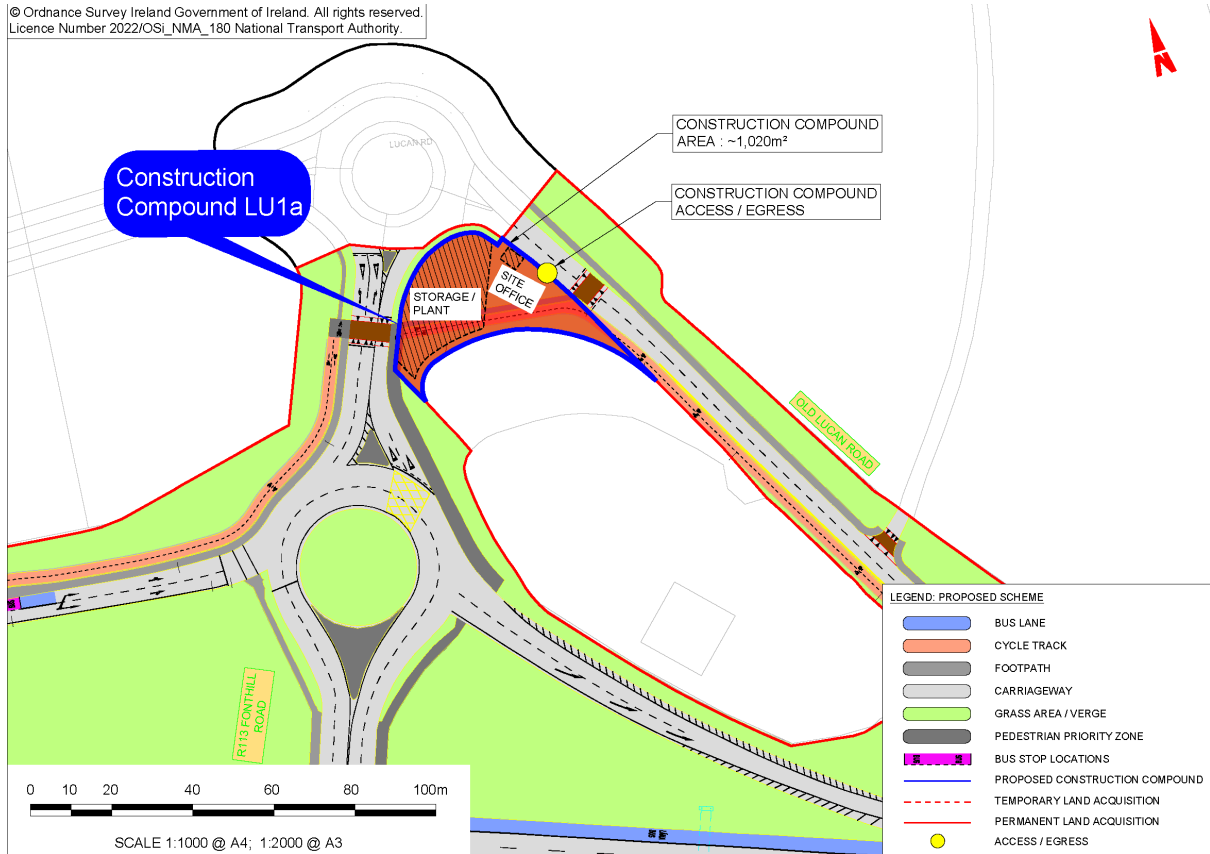 © Ordnance Survey Ireland Government of Ireland. All rights reserved.
Licence Number 2022/OSi_NMA_180 National Transport Authority.
N
LUCAN RD
CONSTRUCTION COMPOUND
AREA : ~1,020m²
Construction
Compound LU1a
CONSTRUCTION COMPOUND
ACCESS / EGRESS
SITE
OFFICE
STORAGE /
PLANT
OLD LUCAN ROAD
R113 FONTHILL
ROAD
LEGEND: PROPOSED SCHEME
BUS LANE
CYCLE TRACK
FOOTPATH
CARRIAGEWAY
GRASS AREA / VERGE
PEDESTRIAN PRIORITY ZONE
BUS STOP LOCATIONS
PROPOSED CONSTRUCTION COMPOUND
TEMPORARY LAND ACQUISITION
PERMANENT LAND ACQUISITION
ACCESS / EGRESS
0 10 20 40 60 80 100m
SCALE 1:1000 @ A4; 1:2000 @ A3